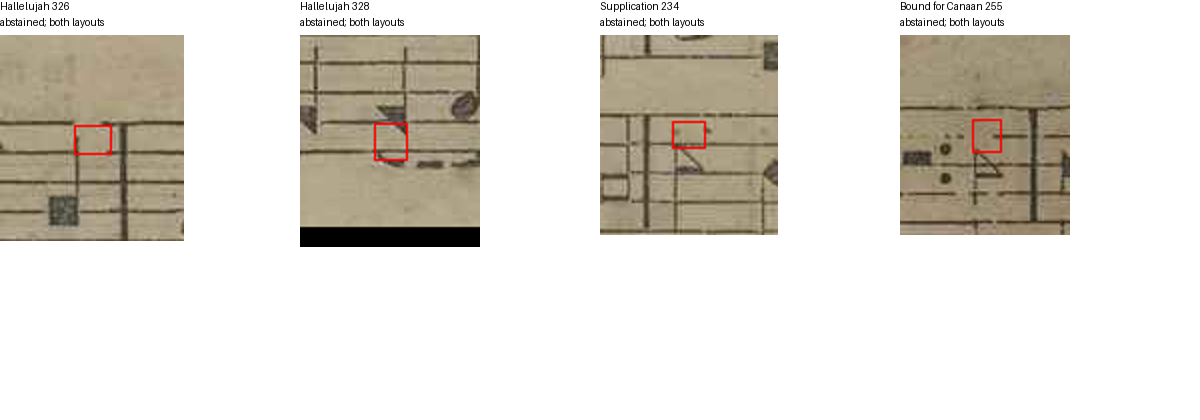 Hallelujah 326
abstained; both layouts
Hallelujah 328
abstained; both layouts
Supplication 234
abstained; both layouts
Bound for Canaan 255
abstained; both layouts